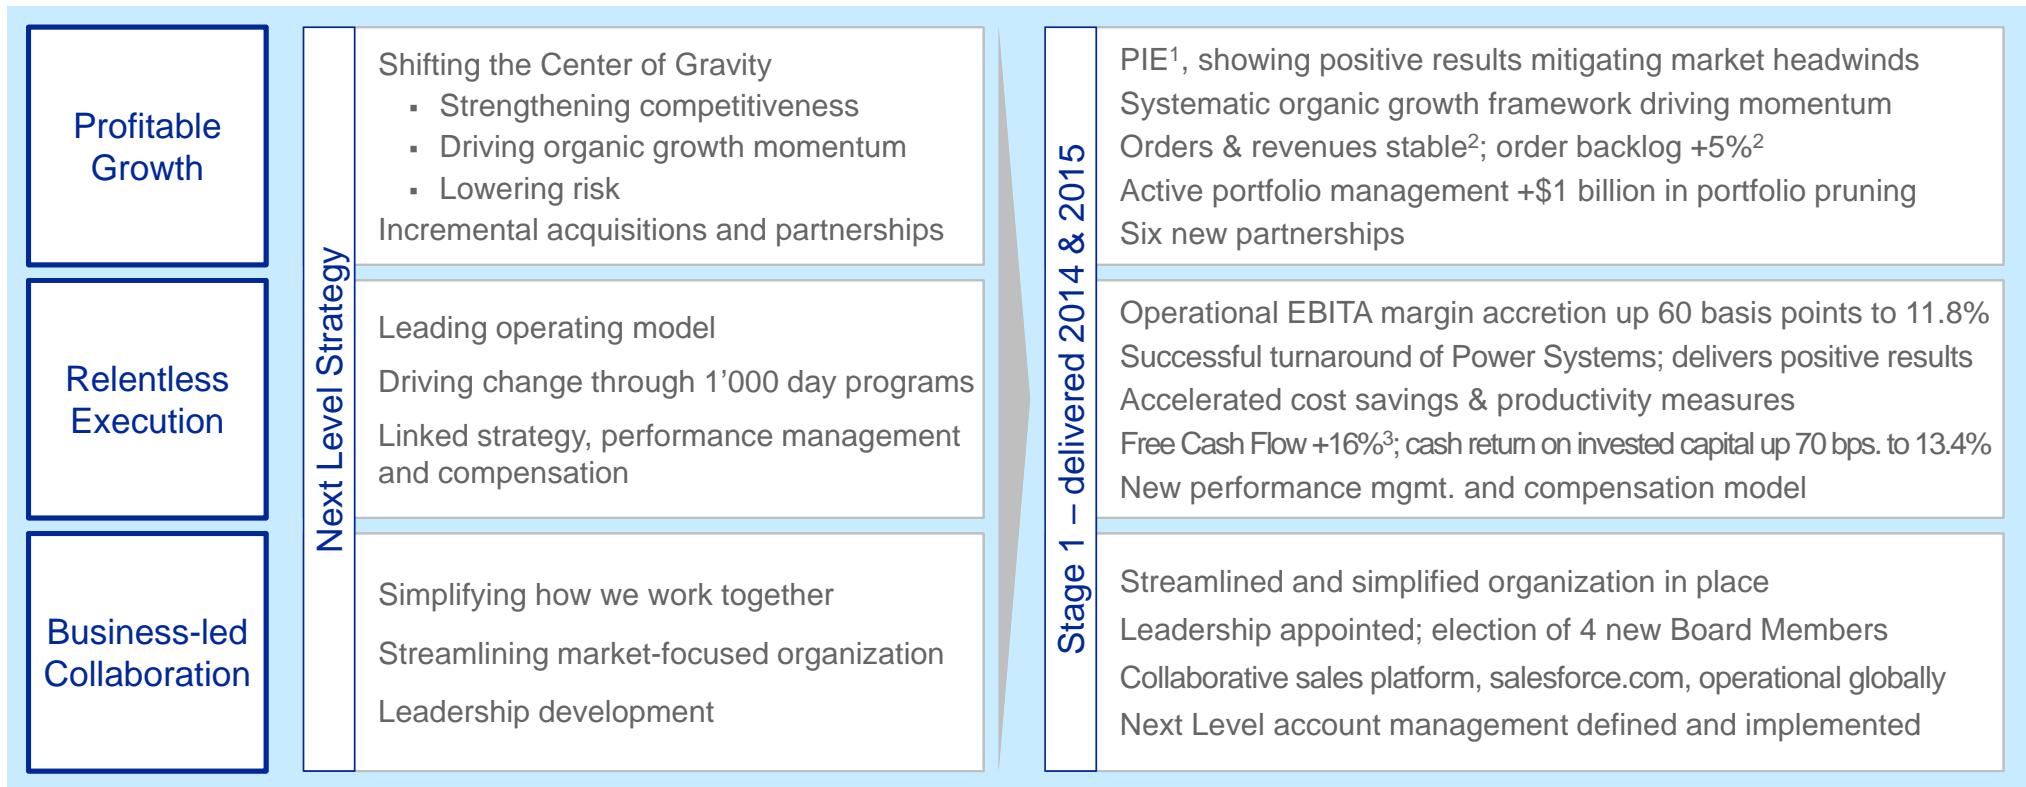 Profitable
Growth
Relentless
Execution
Business-led
Collaboration
Next Level Strategy
Shifting the Center of Gravity
▪ Strengthening competitiveness
▪ Driving organic growth momentum
▪ Lowering risk
Incremental acquisitions and partnerships
Leading operating model
Driving change through 1’000 day programs
Linked strategy, performance management
and compensation
Simplifying how we work together
Streamlining market-focused organization
Leadership development
Stage 1 – delivered 2014 & 2015
PIE¹, showing positive results mitigating market headwinds
Systematic organic growth framework driving momentum
Orders & revenues stable²; order backlog +5%²
Active portfolio management +$1 billion in portfolio pruning
Six new partnerships
Operational EBITA margin accretion up 60 basis points to 11.8%
Successful turnaround of Power Systems; delivers positive results
Accelerated cost savings & productivity measures
Free Cash Flow +16%³; cash return on invested capital up 70 bps. to 13.4%
New performance mgmt. and compensation model
Streamlined and simplified organization in place
Leadership appointed; election of 4 new Board Members
Collaborative sales platform, salesforce.com, operational globally
Next Level account management defined and implemented